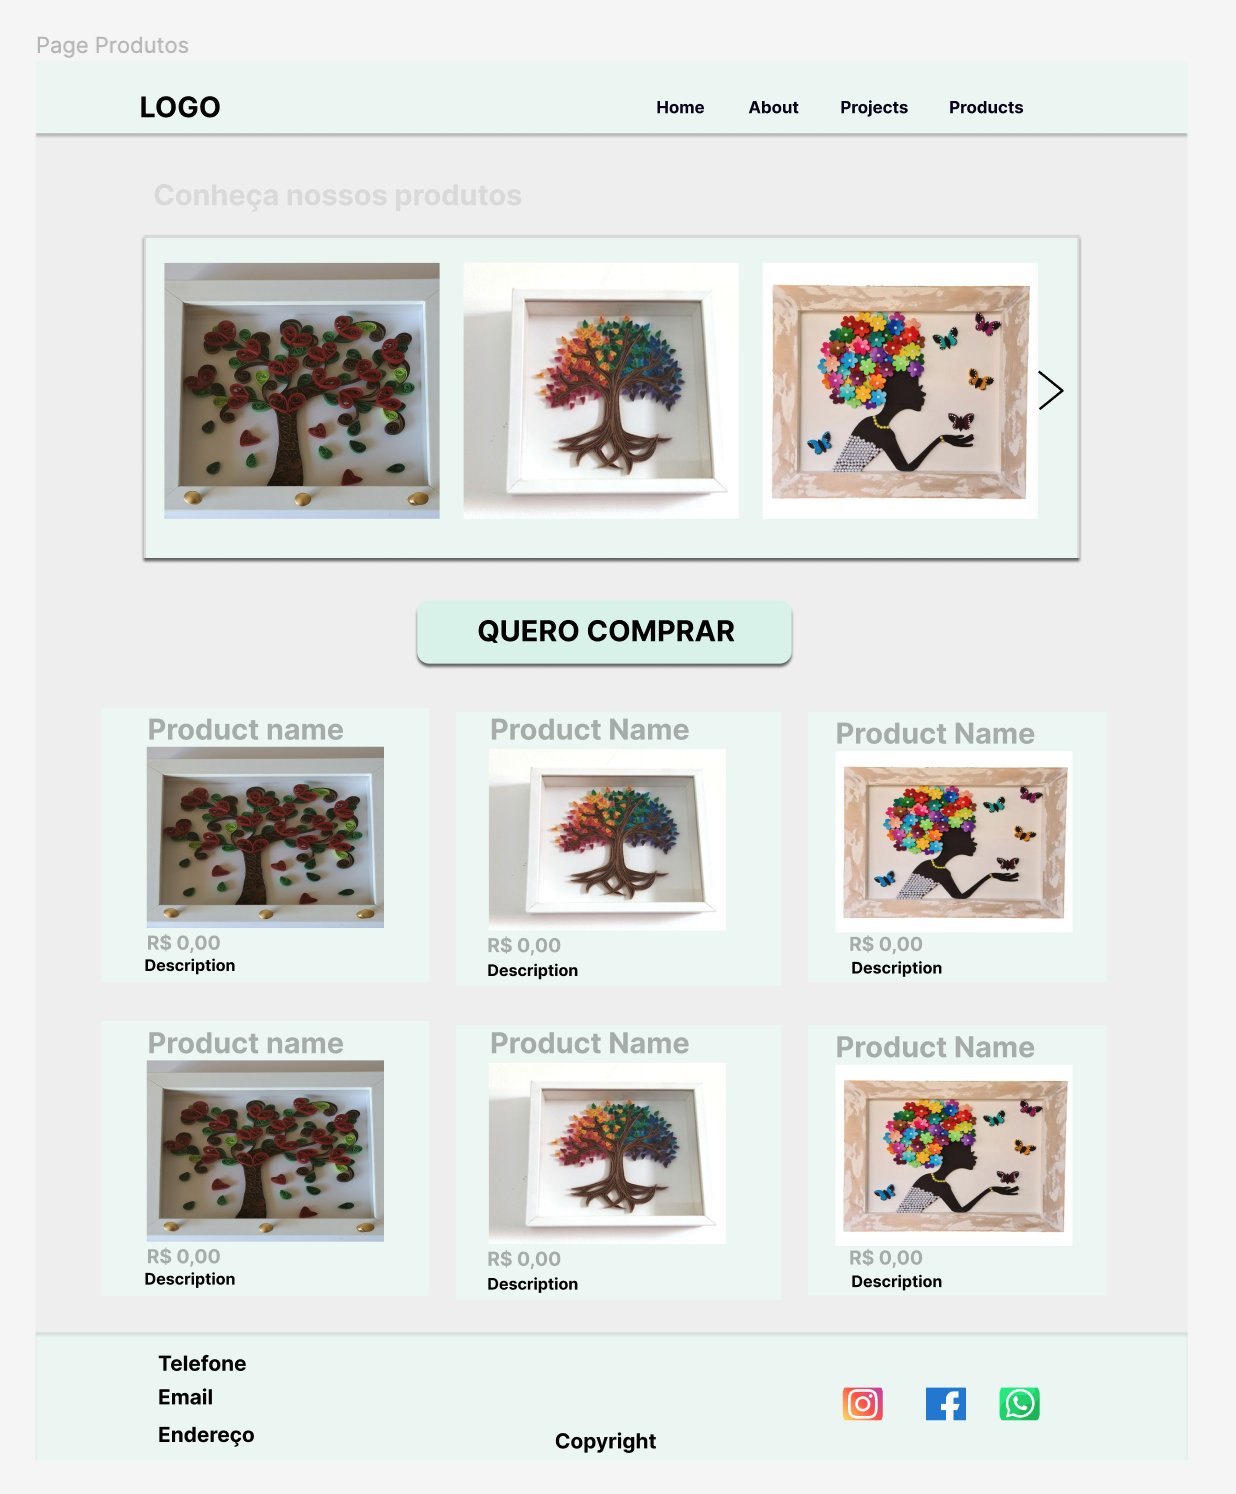 Page Produtos
LOGO
Home About Projects Products
Conheça nossos produtos
QUERO COMPRAR
Product name
R$ 0,00
Description
Product Name
R$ 0,00
Description
Product Name
R$ 0,00
Description
Product name
R$ 0,00
Description
Product Name
R$ 0,00
Description
Product Name
R$ 0,00
Description
Telefone
Email
Endereço
Copyright